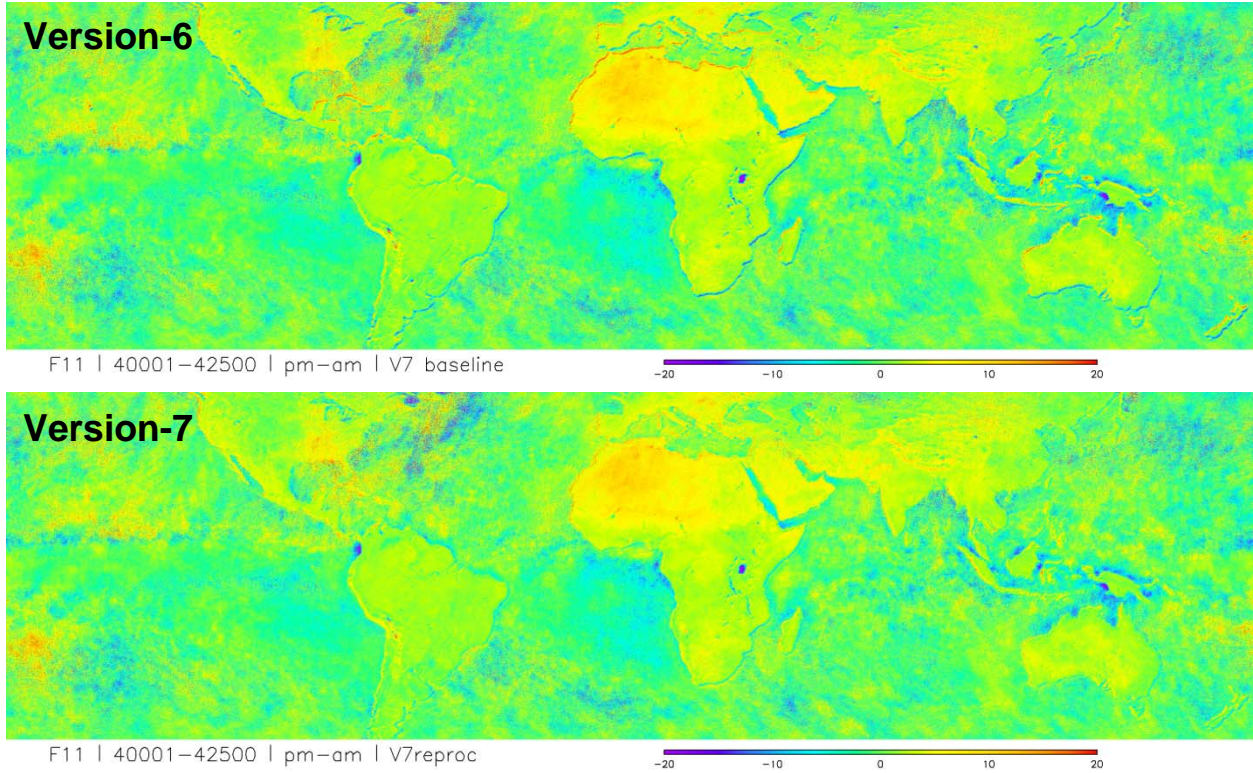 Version-6
F11 | 40001-42500 | pm-am | V7 baseline
-20 -10 0 10 20
Version-7
F11 | 40001-42500 | pm-am | V7reproc
-20 -10 0 10 20